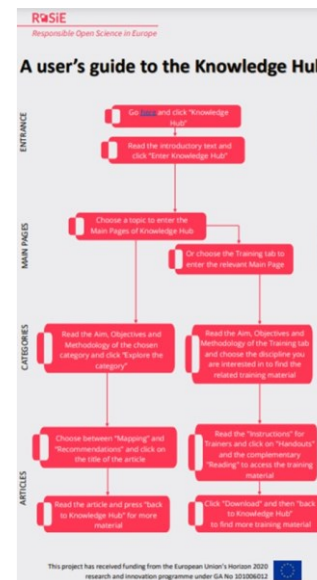 ROSiE
Responsible Open Science in Europe
A user's guide to the Knowledge Hu
ENTRANCE
Go here and click "Knowledge
Hub"
Read the introductory text and
click "Enter Knowledge Hub"
MAIN PAGES
Choose a topic to enter the
Main Pages of Knowledge Hub
Or choose the Training tab to
enter the relevant Main Page
CATEGORIES
Read the Aim, Objectives and
Methodology of the chosen
category and click "Explore the
category"
Read the Aim, Objectives and
Methodology of the Training tab
and choose the discipline you
are interested in to find the
related training material
ARTICLES
Choose between "Mapping" and
"Recommendations" and click on
the title of the article
Read the "Instructions" for
Trainers and click on "Handouts"
and the complementary
"Reading" to access the training
material
Read the article and press "back
to Knowledge Hub" for more
material
Click "Download" and then "back
to Knowledge Hub"
to find more training material
This project has received funding from the European Union's Horizon 2020
research and innovation programme under GA No 101006012